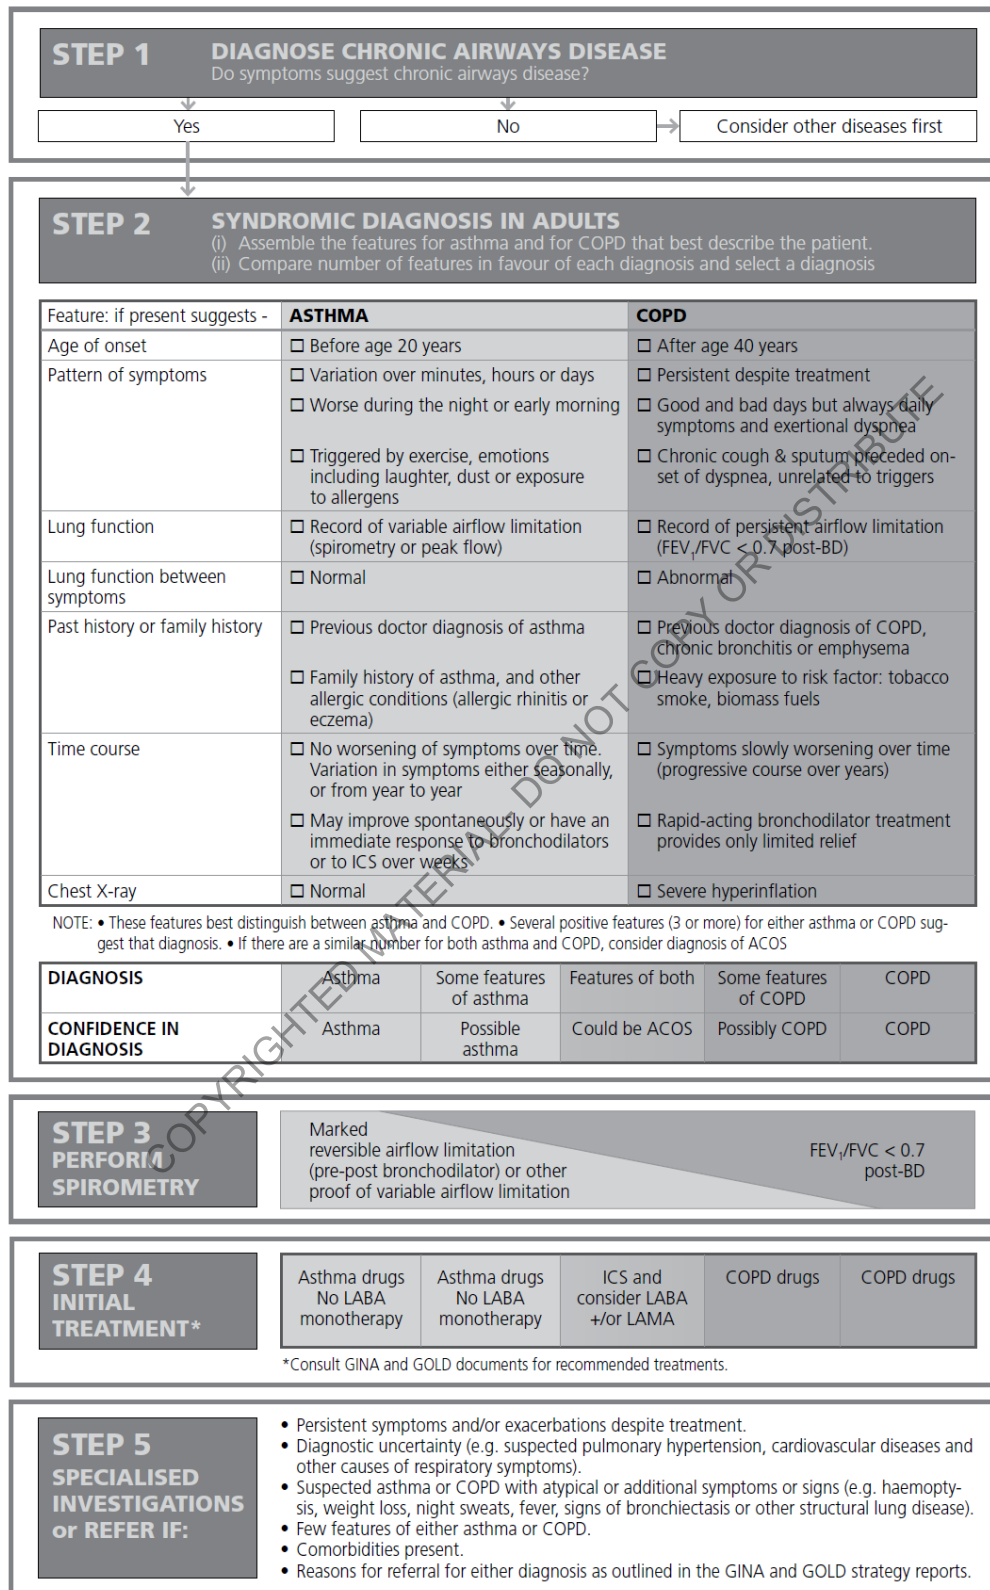 STEP 1
DIAGNOSE CHRONIC AIRWAYS DISEASE
Do symptoms suggest chronic airways disease?
Yes
No
Consider other diseases first
STEP 2
SYNDROMIC DIAGNOSIS IN ADULTS
(i) Assemble the features for asthma and for COPD that best describe the patient.
(ii) Compare number of features in favour of each diagnosis and select a diagnosis
Feature: if present suggests -
ASTHMA
COPD
Age of onset
☐ Before age 20 years
☐ After age 40 years
Pattern of symptoms
☐ Variation over minutes, hours or days
☐ Worse during the night or early morning
☐ Triggered by exercise, emotions
including laughter, dust or exposure
to allergens
☐ Persistent despite treatment
☐ Good and bad days but always daily
symptoms and exertional dyspnea
☐ Chronic cough & sputum preceded on-
set of dyspnea, unrelated to triggers
Lung function
☐ Record of variable airflow limitation
(spirometry or peak flow)
☐ Record of persistent airflow limitation
(FEV₁/FVC < 0.7 post-BD)
Lung function between
symptoms
☐ Normal
☐ Abnormal
Past history or family history
☐ Previous doctor diagnosis of asthma
☐ Family history of asthma, and other
allergic conditions (allergic rhinitis or
eczema)
☐ Previous doctor diagnosis of COPD,
chronic bronchitis or emphysema
☐ Heavy exposure to risk factor: tobacco
smoke, biomass fuels
Time course
☐ No worsening of symptoms over time.
Variation in symptoms either seasonally,
or from year to year
☐ May improve spontaneously or have an
immediate response to bronchodilators
or to ICS over weeks
☐ Symptoms slowly worsening over time
(progressive course over years)
☐ Rapid-acting bronchodilator treatment
provides only limited relief
Chest X-ray
☐ Normal
☐ Severe hyperinflation
NOTE: • These features best distinguish between asthma and COPD. • Several positive features (3 or more) for either asthma or COPD sug-
gest that diagnosis. • If there are a similar number for both asthma and COPD, consider diagnosis of ACOS
DIAGNOSIS
Asthma
Some features
of asthma
Features of both
Some features
of COPD
COPD
CONFIDENCE IN
DIAGNOSIS
Asthma
Possible
asthma
Could be ACOS
Possibly COPD
COPD
STEP 3
PERFORM
SPIROMETRY
Marked
reversible airflow limitation
(pre-post bronchodilator) or other
proof of variable airflow limitation
FEV₁/FVC < 0.7
post-BD
STEP 4
INITIAL
TREATMENT*
Asthma drugs
No LABA
monotherapy
Asthma drugs
No LABA
monotherapy
ICS and
consider LABA
+/or LAMA
COPD drugs
COPD drugs
*Consult GINA and GOLD documents for recommended treatments.
STEP 5
SPECIALISED
INVESTIGATIONS
or REFER IF:
• Persistent symptoms and/or exacerbations despite treatment.
• Diagnostic uncertainty (e.g. suspected pulmonary hypertension, cardiovascular diseases and
other causes of respiratory symptoms).
• Suspected asthma or COPD with atypical or additional symptoms or signs (e.g. haemopty-
sis, weight loss, night sweats, fever, signs of bronchiectasis or other structural lung disease).
• Few features of either asthma or COPD.
• Comorbidities present.
• Reasons for referral for either diagnosis as outlined in the GINA and GOLD strategy reports.
COPYRIGHTED MATERIAL- DO NOT COPY OR DISTRIBUTE